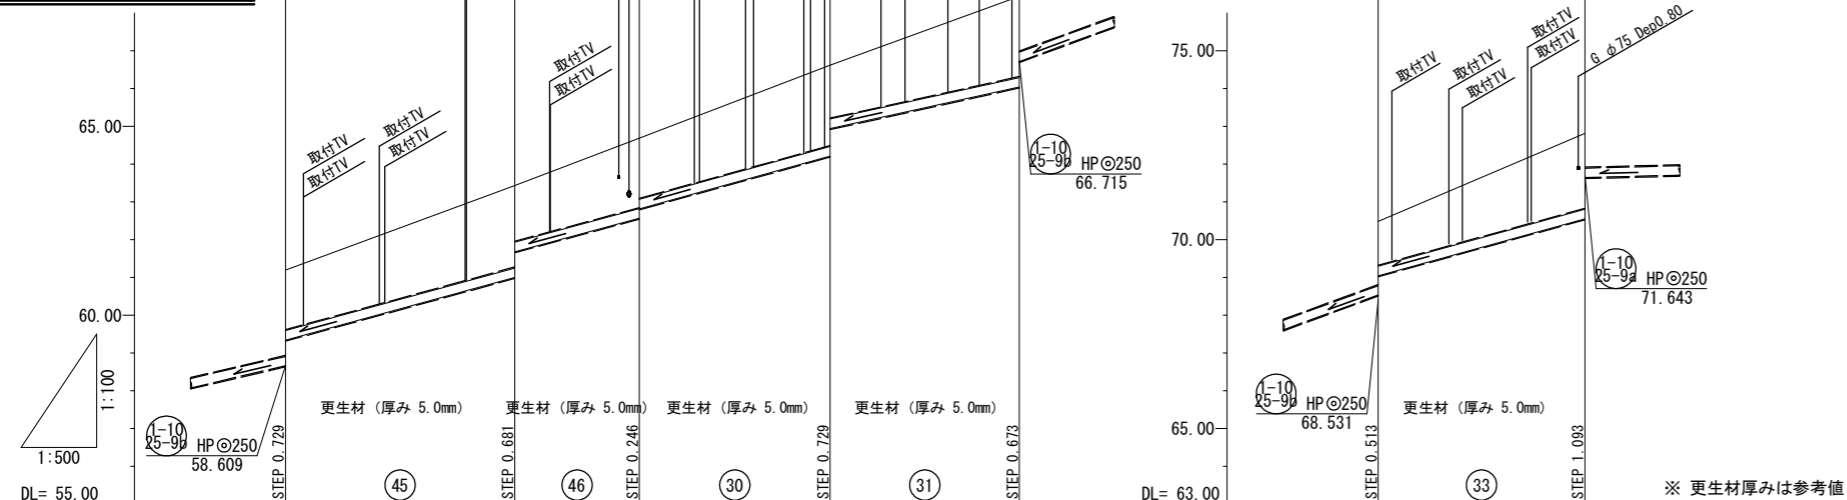 65.00
60.00
1:100
1:500
DL= 55.00
取付TV
取付TV
取付TV
取付TV
取付TV
取付TV
1-10
25-9b HP◎250
58.609
更生材 (厚み 5.0mm)
更生材 (厚み 5.0mm)
更生材 (厚み 5.0mm)
更生材 (厚み 5.0mm)
STEP 0.729
45
STEP 0.681
46
STEP 0.246
30
STEP 0.729
31
STEP 0.673
1-10
25-9b HP◎250
66.715
75.00
70.00
65.00
DL= 63.00
取付TV
取付TV
取付TV
取付TV
取付TV
G φ75 Dep0.80
1-10
25-9b HP◎250
68.531
更生材 (厚み 5.0mm)
STEP 0.513
33
STEP 1.093
1-10
25-9a HP◎250
71.643
※ 更生材厚みは参考値